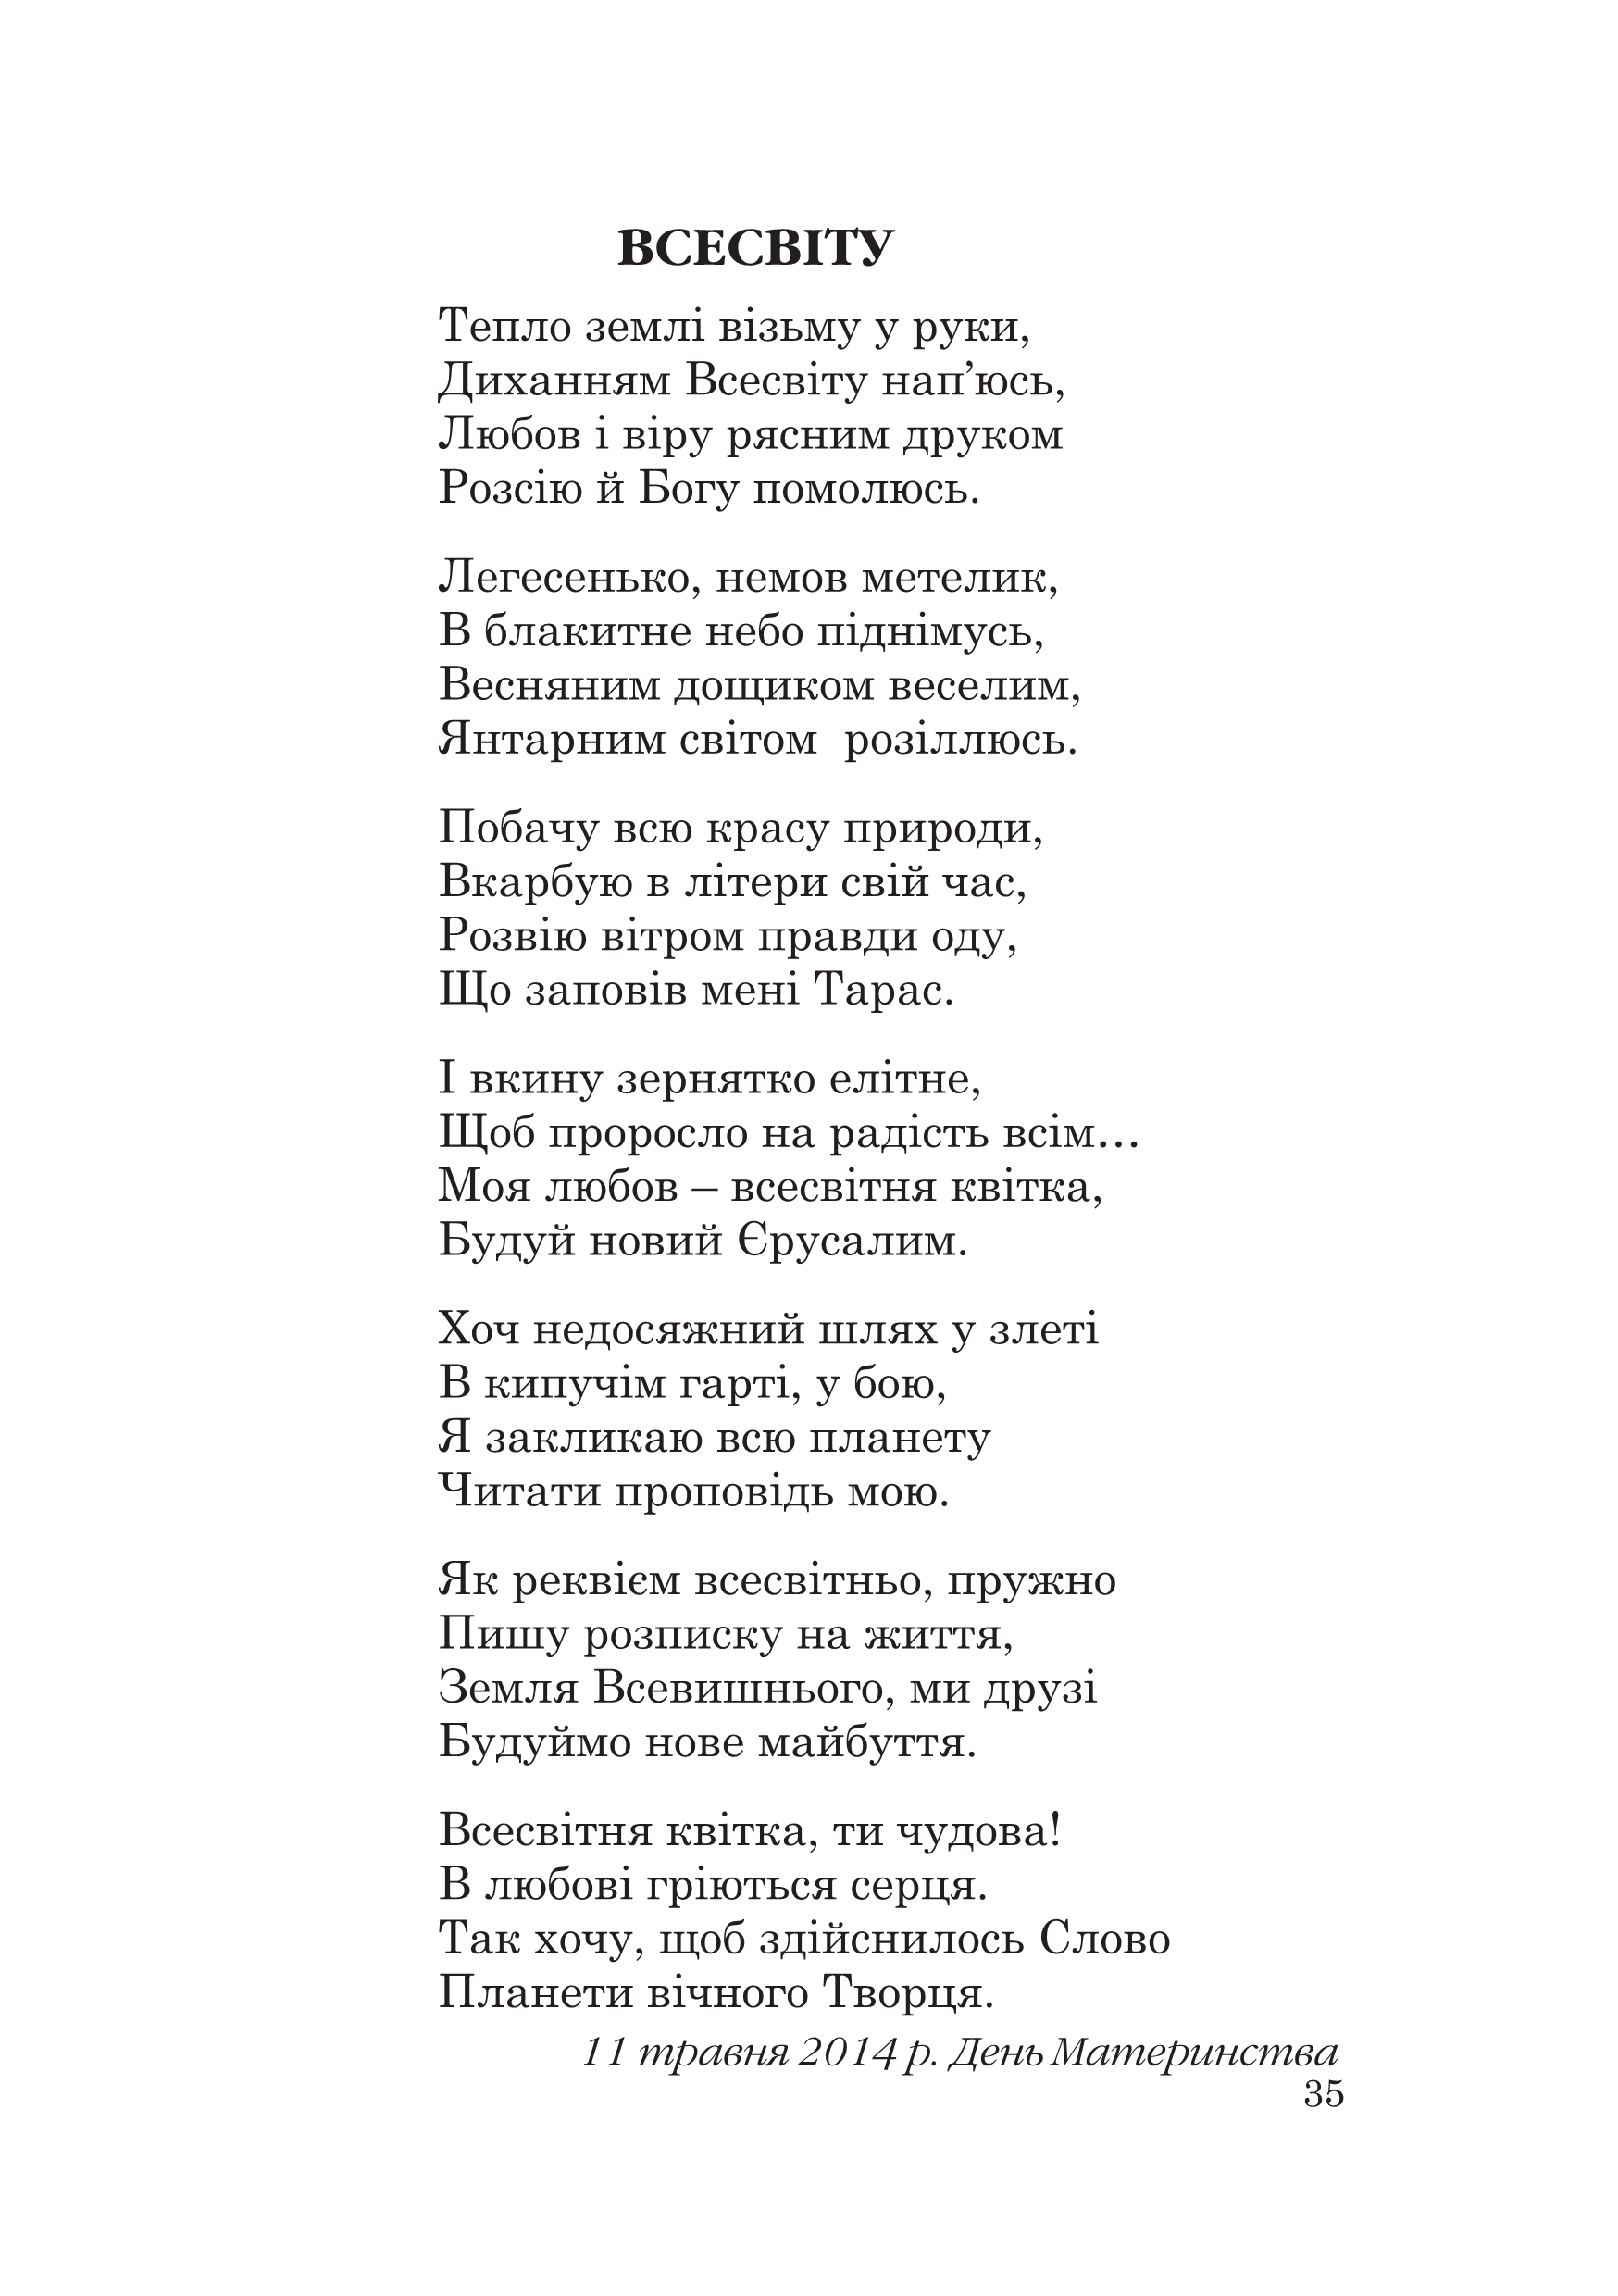 ВСЕСВІТУ
Тепло землі візьму у руки,
Диханням Всесвіту нап’юсь,
Любов і віру рясним друком
Розсію й Богу помолюсь.
Легесенько, немов метелик,
В блакитне небо піднімусь,
Весняним дощиком веселим,
Янтарним світом розіллюсь.
Побачу всю красу природи,
Вкарбую в літери свій час,
Розвію вітром правди оду,
Що заповів мені Тарас.
І вкину зернятко елітне,
Щоб проросло на радість всім...
Моя любов – всесвітня квітка,
Будуй новий Єрусалим.
Хоч недосяжний шлях у злеті
В кипучім гарті, у бою,
Я закликаю всю планету
Читати проповідь мою.
Як реквієм всесвітньо, пружно
Пишу розписку на життя,
Земля Всевишнього, ми друзі
Будуймо нове майбуття.
Всесвітня квітка, ти чудова!
В любові гріються серця.
Так хочу, щоб здійснилось Слово
Планети вічного Творця.
11 травня 2014 р. День Материнства
35